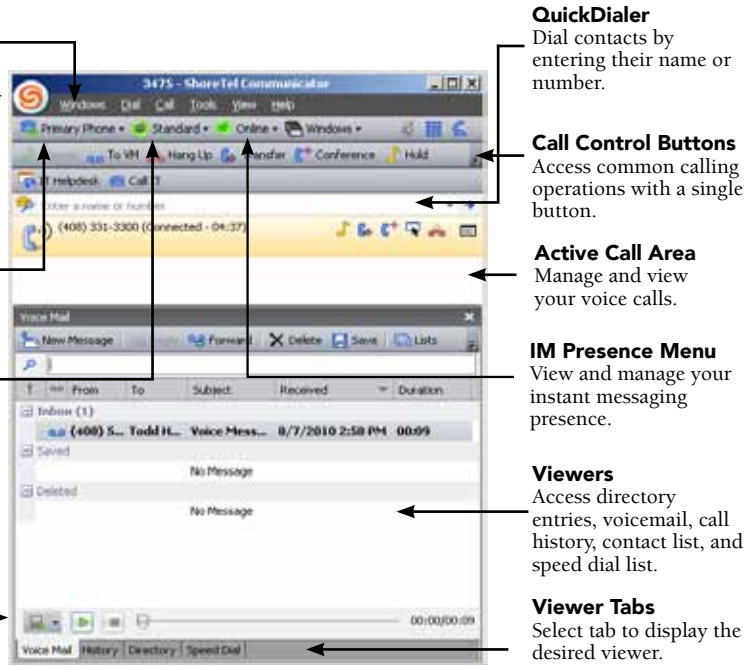 QuickDialer
Dial contacts by
entering their name or
number.
Call Control Buttons
Access common calling
operations with a single
button.
Active Call Area
Manage and view
your voice calls.
IM Presence Menu
View and manage your
instant messaging
presence.
Viewers
Access directory
entries, voicemail, call
history, contact list, and
speed dial list.
Viewer Tabs
Select tab to display the
desired viewer.
3475 - ShoreTel Communicator
Windows Dial Call Tools View Help
Primary Phone Standard Online Windows
To VM Hang Up Transfer Conference Hold
IT Helpdesk Call IT
Enter a name or number
(408) 331-3300 (Connected - 04:37)
Voice Mail
New Message Forward Delete Save Lists
From To Subject Received Duration
Inbox (1)
(408) 5... Todd H... Voice Mess... 8/7/2010 2:58 PM 00:09
Saved
No Message
Deleted
No Message
00:00/00:09
Voice Mail History Directory Speed Dial